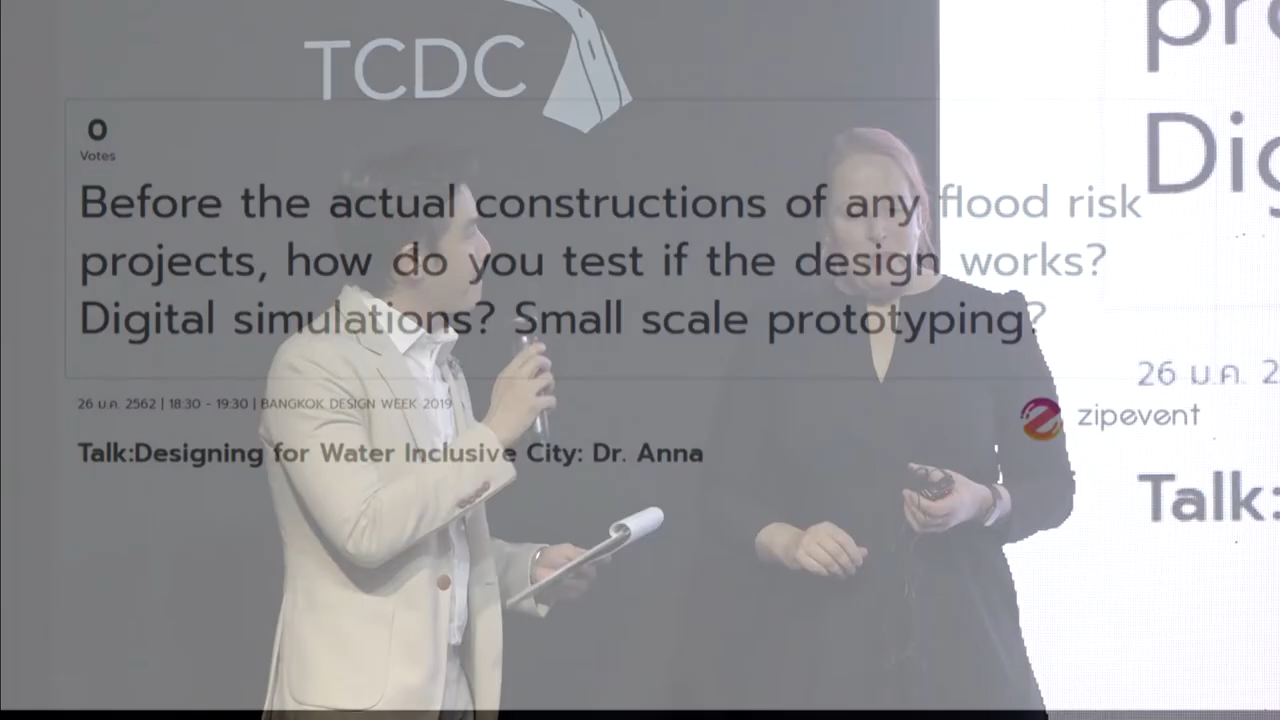 TCDC
0
Votes
Before the actual constructions of any flood risk
projects, how do you test if the design works?
Digital simulations? Small scale prototyping?
26 ม.ค. 2562 | 18:30 - 19:30 | BANGKOK DESIGN WEEK 2019
zipevent
Talk:Designing for Water Inclusive City: Dr. Anna
pro
Dig
26 ม.ค. 2
Talk: